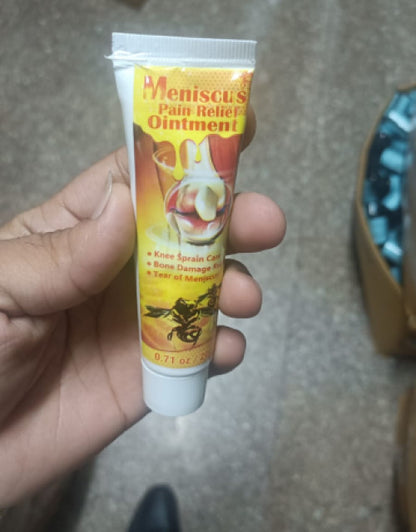 Meniscus
Pain Relief
Ointment
• Knee Sprain Care
• Bone Damage
• Tear of Meniscus
0.71 oz /